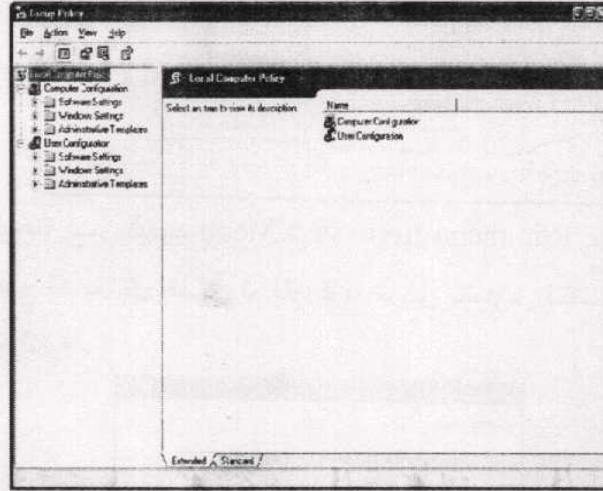 Group Policy
File Action View Help
Local Computer Policy
Computer Configuration
Software Settings
Windows Settings
Administrative Templates
User Configuration
Software Settings
Windows Settings
Administrative Templates
Local Computer Policy
Select an item to view its description.
Name
Computer Configuration
User Configuration
Extended Standard